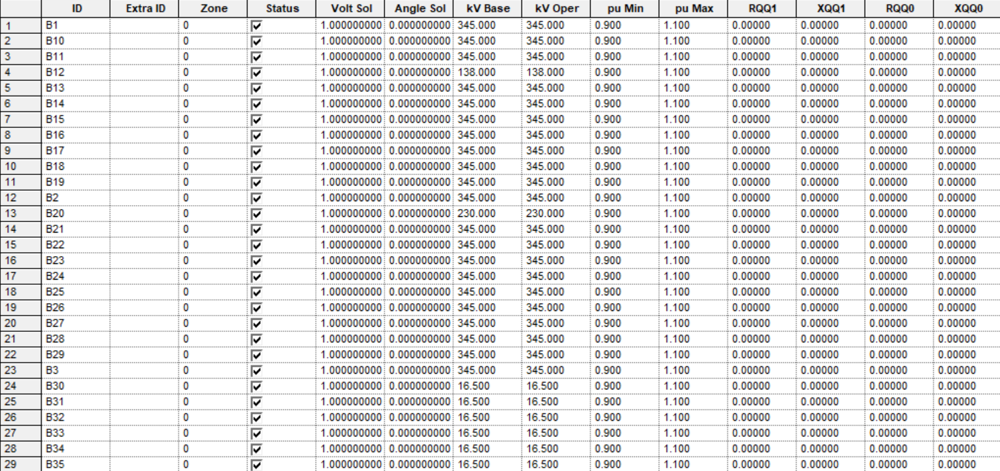 ID Extra ID Zone Status Volt Sol Angle Sol kV Base kV Oper pu Min pu Max RQQ1 XQQ1 RQQ0 XQQ0
1 B1 0 1.000000000 0.000000000 345.000 345.000 0.900 1.100 0.00000 0.00000 0.00000 0.00000
2 B10 0 1.000000000 0.000000000 345.000 345.000 0.900 1.100 0.00000 0.00000 0.00000 0.00000
3 B11 0 1.000000000 0.000000000 345.000 345.000 0.900 1.100 0.00000 0.00000 0.00000 0.00000
4 B12 0 1.000000000 0.000000000 138.000 138.000 0.900 1.100 0.00000 0.00000 0.00000 0.00000
5 B13 0 1.000000000 0.000000000 345.000 345.000 0.900 1.100 0.00000 0.00000 0.00000 0.00000
6 B14 0 1.000000000 0.000000000 345.000 345.000 0.900 1.100 0.00000 0.00000 0.00000 0.00000
7 B15 0 1.000000000 0.000000000 345.000 345.000 0.900 1.100 0.00000 0.00000 0.00000 0.00000
8 B16 0 1.000000000 0.000000000 345.000 345.000 0.900 1.100 0.00000 0.00000 0.00000 0.00000
9 B17 0 1.000000000 0.000000000 345.000 345.000 0.900 1.100 0.00000 0.00000 0.00000 0.00000
10 B18 0 1.000000000 0.000000000 345.000 345.000 0.900 1.100 0.00000 0.00000 0.00000 0.00000
11 B19 0 1.000000000 0.000000000 345.000 345.000 0.900 1.100 0.00000 0.00000 0.00000 0.00000
12 B2 0 1.000000000 0.000000000 345.000 345.000 0.900 1.100 0.00000 0.00000 0.00000 0.00000
13 B20 0 1.000000000 0.000000000 230.000 230.000 0.900 1.100 0.00000 0.00000 0.00000 0.00000
14 B21 0 1.000000000 0.000000000 345.000 345.000 0.900 1.100 0.00000 0.00000 0.00000 0.00000
15 B22 0 1.000000000 0.000000000 345.000 345.000 0.900 1.100 0.00000 0.00000 0.00000 0.00000
16 B23 0 1.000000000 0.000000000 345.000 345.000 0.900 1.100 0.00000 0.00000 0.00000 0.00000
17 B24 0 1.000000000 0.000000000 345.000 345.000 0.900 1.100 0.00000 0.00000 0.00000 0.00000
18 B25 0 1.000000000 0.000000000 345.000 345.000 0.900 1.100 0.00000 0.00000 0.00000 0.00000
19 B26 0 1.000000000 0.000000000 345.000 345.000 0.900 1.100 0.00000 0.00000 0.00000 0.00000
20 B27 0 1.000000000 0.000000000 345.000 345.000 0.900 1.100 0.00000 0.00000 0.00000 0.00000
21 B28 0 1.000000000 0.000000000 345.000 345.000 0.900 1.100 0.00000 0.00000 0.00000 0.00000
22 B29 0 1.000000000 0.000000000 345.000 345.000 0.900 1.100 0.00000 0.00000 0.00000 0.00000
23 B3 0 1.000000000 0.000000000 345.000 345.000 0.900 1.100 0.00000 0.00000 0.00000 0.00000
24 B30 0 1.000000000 0.000000000 16.500 16.500 0.900 1.100 0.00000 0.00000 0.00000 0.00000
25 B31 0 1.000000000 0.000000000 16.500 16.500 0.900 1.100 0.00000 0.00000 0.00000 0.00000
26 B32 0 1.000000000 0.000000000 16.500 16.500 0.900 1.100 0.00000 0.00000 0.00000 0.00000
27 B33 0 1.000000000 0.000000000 16.500 16.500 0.900 1.100 0.00000 0.00000 0.00000 0.00000
28 B34 0 1.000000000 0.000000000 16.500 16.500 0.900 1.100 0.00000 0.00000 0.00000 0.00000
29 B35 0 1.000000000 0.000000000 16.500 16.500 0.900 1.100 0.00000 0.00000 0.00000 0.00000